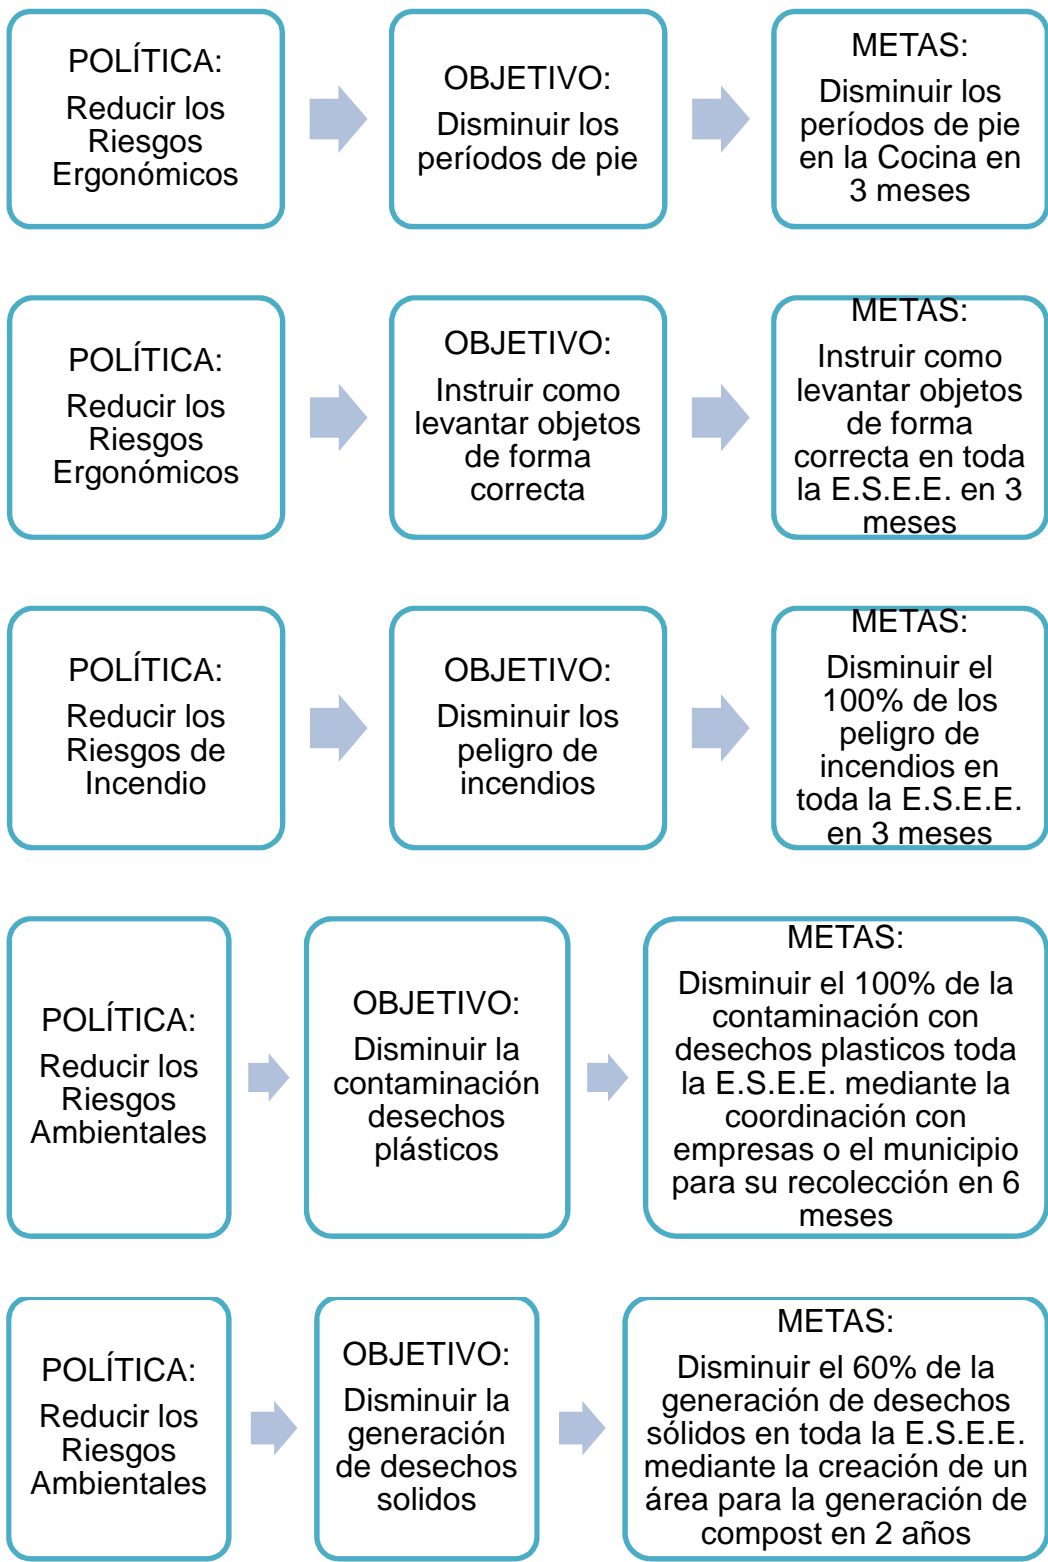 POLÍTICA:
Reducir los
Riesgos
Ergonómicos
OBJETIVO:
Disminuir los
períodos de pie
METAS:
Disminuir los
períodos de pie
en la Cocina en
3 meses
POLÍTICA:
Reducir los
Riesgos
Ergonómicos
OBJETIVO:
Instruir como
levantar objetos
de forma
correcta
METAS:
Instruir como
levantar objetos
de forma
correcta en toda
la E.S.E.E. en 3
meses
POLÍTICA:
Reducir los
Riesgos de
Incendio
OBJETIVO:
Disminuir los
peligro de
incendios
METAS:
Disminuir el
100% de los
peligro de
incendios en
toda la E.S.E.E.
en 3 meses
POLÍTICA:
Reducir los
Riesgos
Ambientales
OBJETIVO:
Disminuir la
contaminación
desechos
plásticos
METAS:
Disminuir el 100% de la
contaminación con
desechos plasticos toda
la E.S.E.E. mediante la
coordinación con
empresas o el municipio
para su recolección en 6
meses
POLÍTICA:
Reducir los
Riesgos
Ambientales
OBJETIVO:
Disminuir la
generación
de desechos
solidos
METAS:
Disminuir el 60% de la
generación de desechos
sólidos en toda la E.S.E.E.
mediante la creación de un
área para la generación de
compost en 2 años